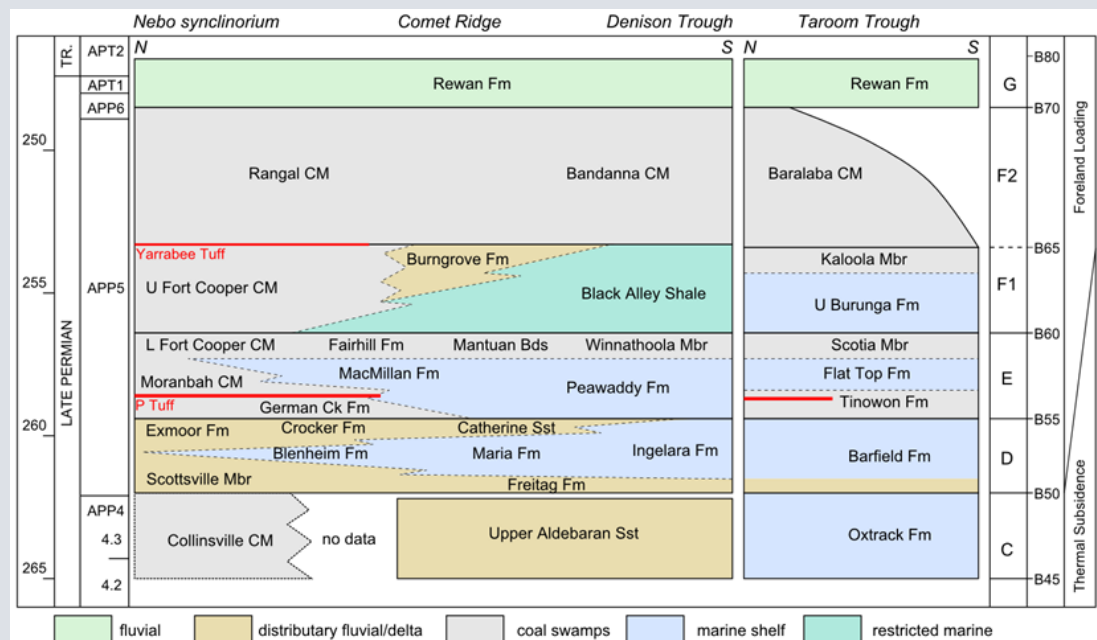 Nebo synclinorium Comet Ridge Denison Trough Taroom Trough
TR. APT2 N S N S B80
APT1 Rewan Fm Rewan Fm G
APP6 B70
250
Rangal CM Bandanna CM Baralaba CM F2 Foreland Loading
Yarrabee Tuff B65
Burngrove Fm Kaloola Mbr
255 APP5 U Fort Cooper CM Black Alley Shale U Burunga Fm F1
LATE PERMIAN B60
L Fort Cooper CM Fairhill Fm Mantuan Bds Winnathoola Mbr Scotia Mbr
MacMillan Fm Flat Top Fm E
Moranbah CM Peawaddy Fm
P Tuff German Ck Fm Tinowon Fm
B55
260 Exmoor Fm Crocker Fm Catherine Sst
Blenheim Fm Maria Fm Ingelara Fm Barfield Fm D
Scottsville Mbr Freitag Fm
B50
APP4
4.3 Collinsville CM no data Upper Aldebaran Sst Oxtrack Fm C Thermal Subsidence
265 B45
4.2
fluvial distributary fluvial/delta coal swamps marine shelf restricted marine